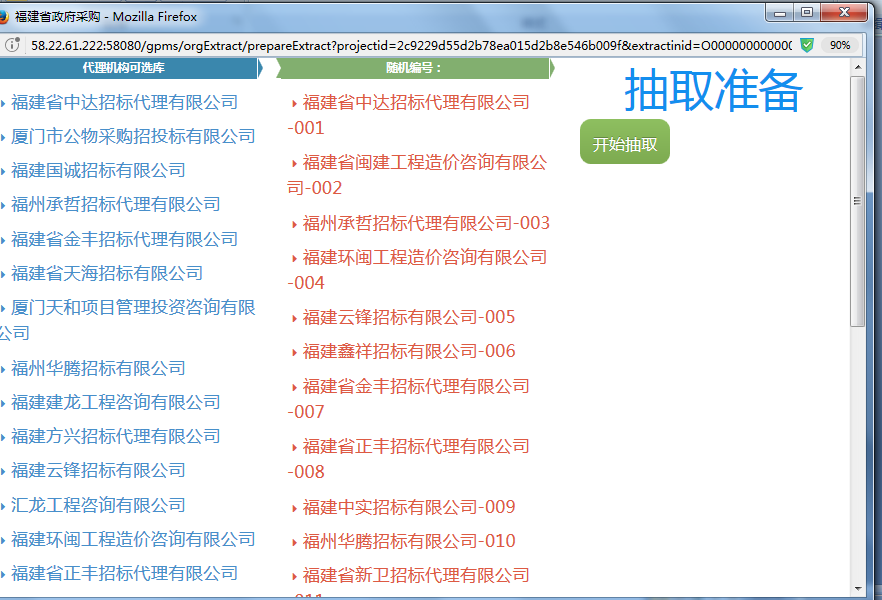 福建省政府采购 - Mozilla Firefox
58.22.61.222:58080/gpms/orgExtract/prepareExtract?projectid=2c9229d55d2b78ea015d2b8e546b009f&extractinid=O00000000000
90%
代理机构可选库
福建省中达招标代理有限公司
厦门市公物采购招投标有限公司
福建国诚招标有限公司
福州承哲招标代理有限公司
福建省金丰招标代理有限公司
福建省天海招标有限公司
厦门天和项目管理投资咨询有限
公司
福州华腾招标有限公司
福建建龙工程咨询有限公司
福建方兴招标代理有限公司
福建云锋招标有限公司
汇龙工程咨询有限公司
福建环闽工程造价咨询有限公司
福建省正丰招标代理有限公司
随机编号：
福建省中达招标代理有限公司
-001
福建省闽建工程造价咨询有限公
司-002
福州承哲招标代理有限公司-003
福建环闽工程造价咨询有限公司
-004
福建云锋招标有限公司-005
福建鑫祥招标有限公司-006
福建省金丰招标代理有限公司
-007
福建省正丰招标代理有限公司
-008
福建中实招标有限公司-009
福州华腾招标有限公司-010
福建省新卫招标代理有限公司
-011
抽取准备
开始抽取